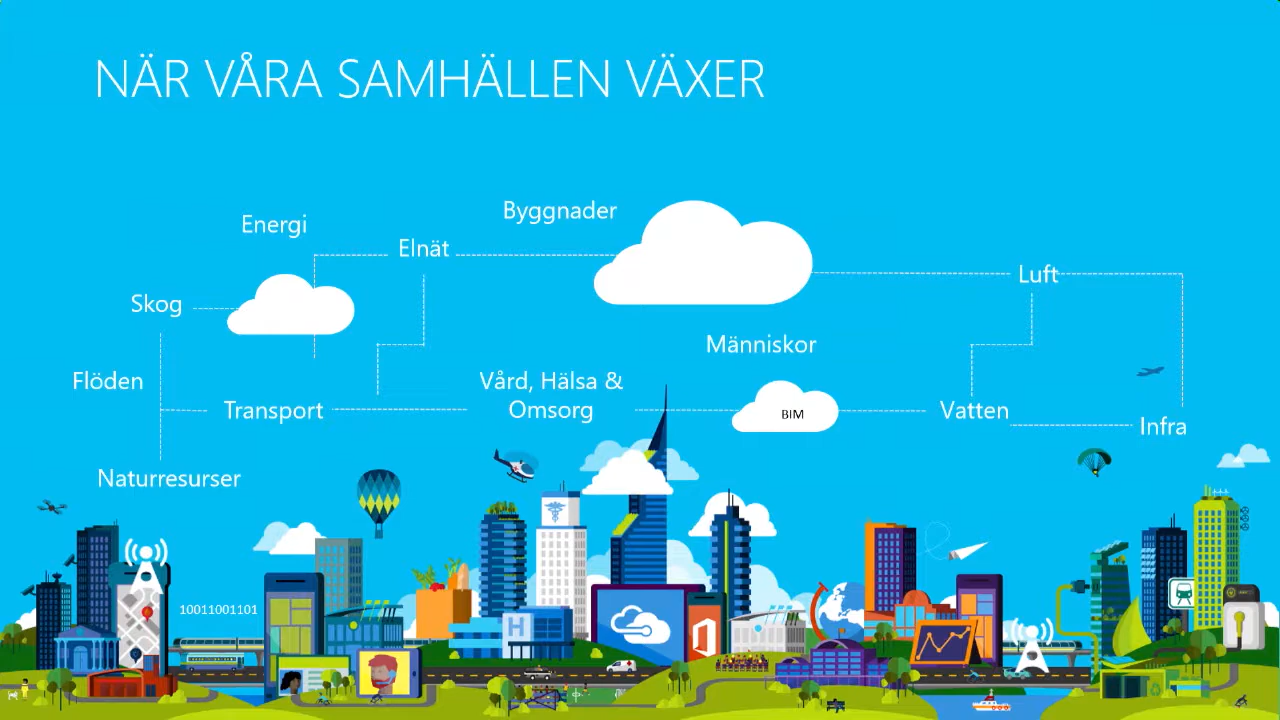 NÄR VÅRA SAMHÄLLEN VÄXER
Byggnader
Energi
Elnät
Luft
Skog
Människor
Flöden
Vård, Hälsa &
Omsorg
Transport
BIM
Vatten
Infra
Naturresurser
10011001101
H